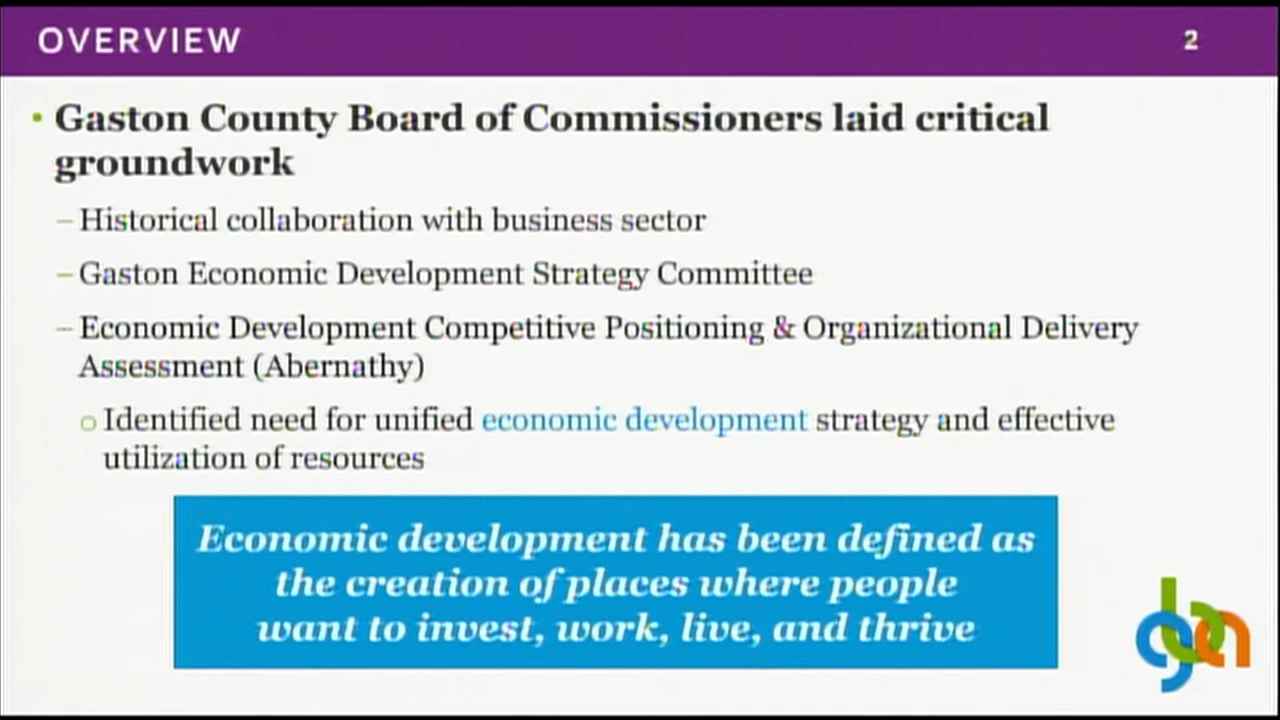 OVERVIEW
2
• Gaston County Board of Commissioners laid critical
groundwork
– Historical collaboration with business sector
– Gaston Economic Development Strategy Committee
– Economic Development Competitive Positioning & Organizational Delivery
Assessment (Abernathy)
o Identified need for unified economic development strategy and effective
utilization of resources
Economic development has been defined as
the creation of places where people
want to invest, work, live, and thrive
gba